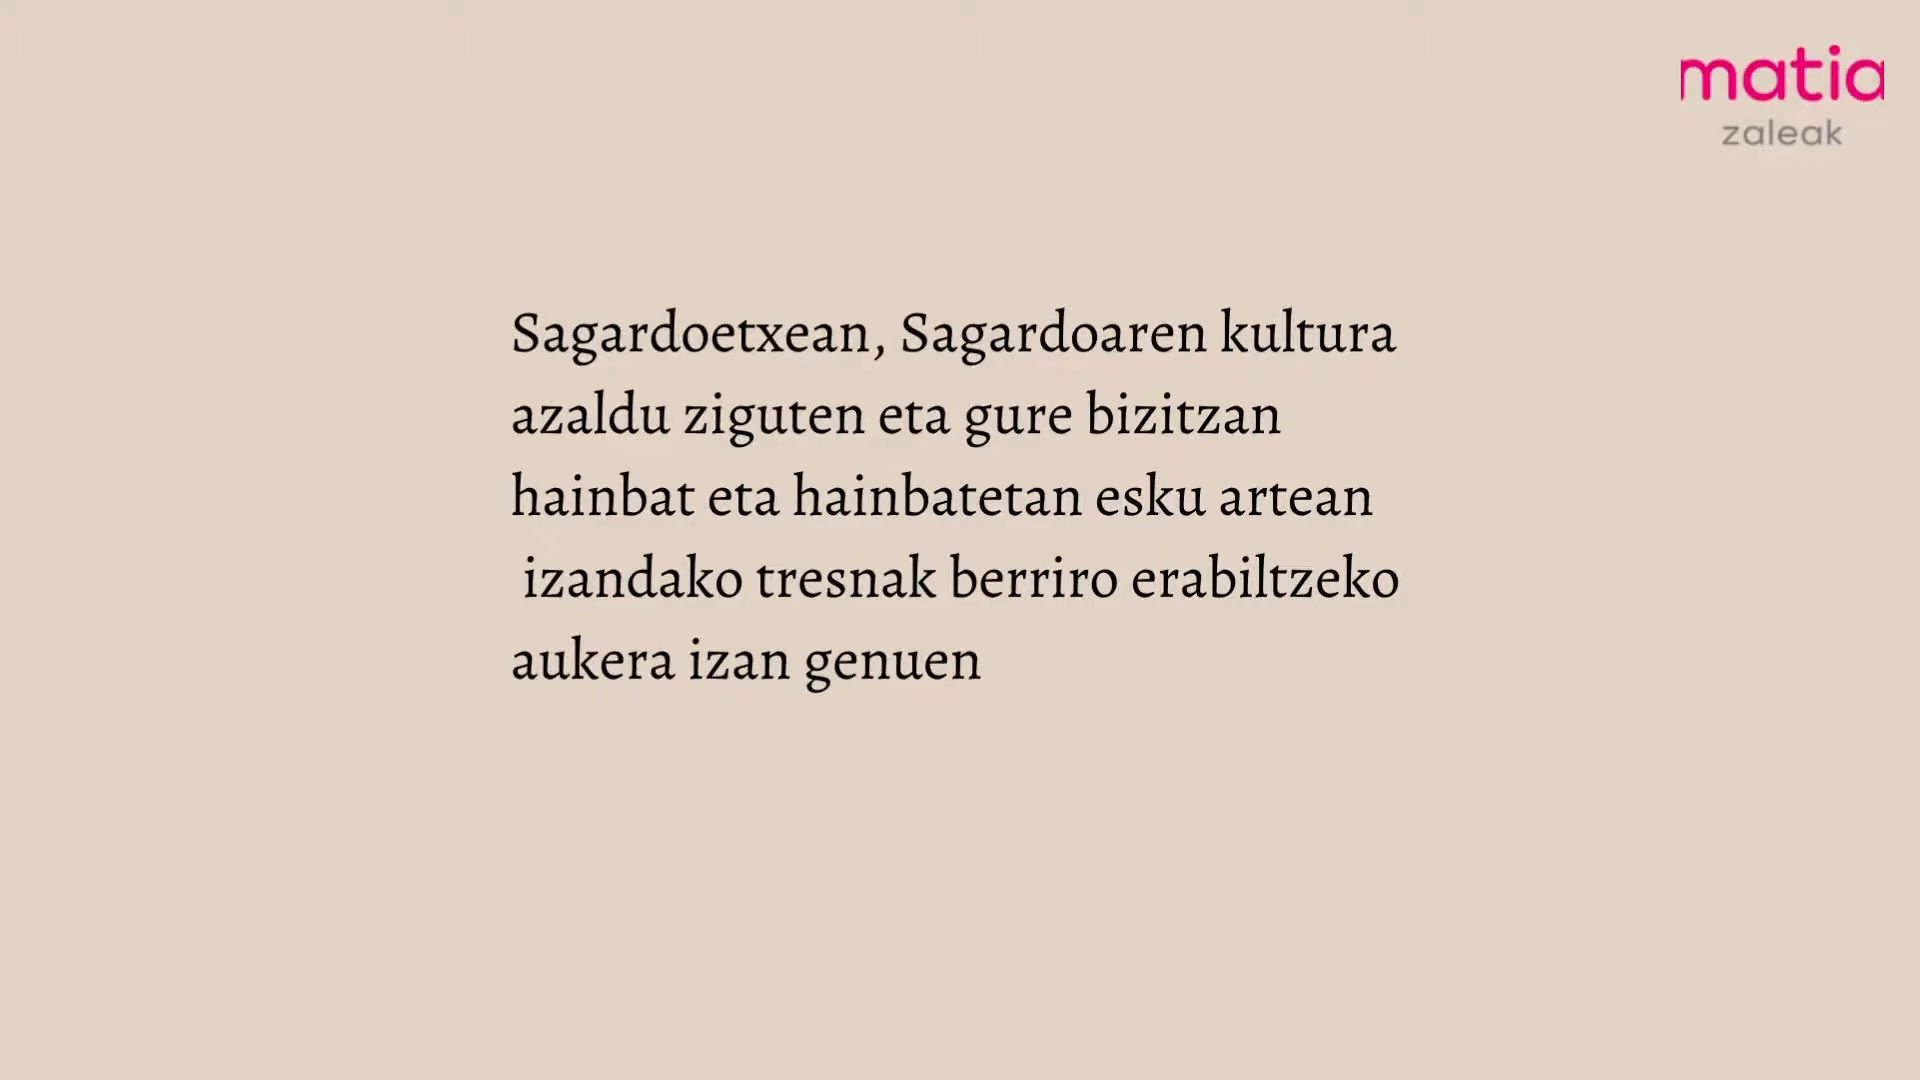 matia
zaleak
Sagardoetxean, Sagardoaren kultura
azaldu ziguten eta gure bizitzan
hainbat eta hainbatetan esku artean
izandako tresnak berriro erabiltzeko
aukera izan genuen